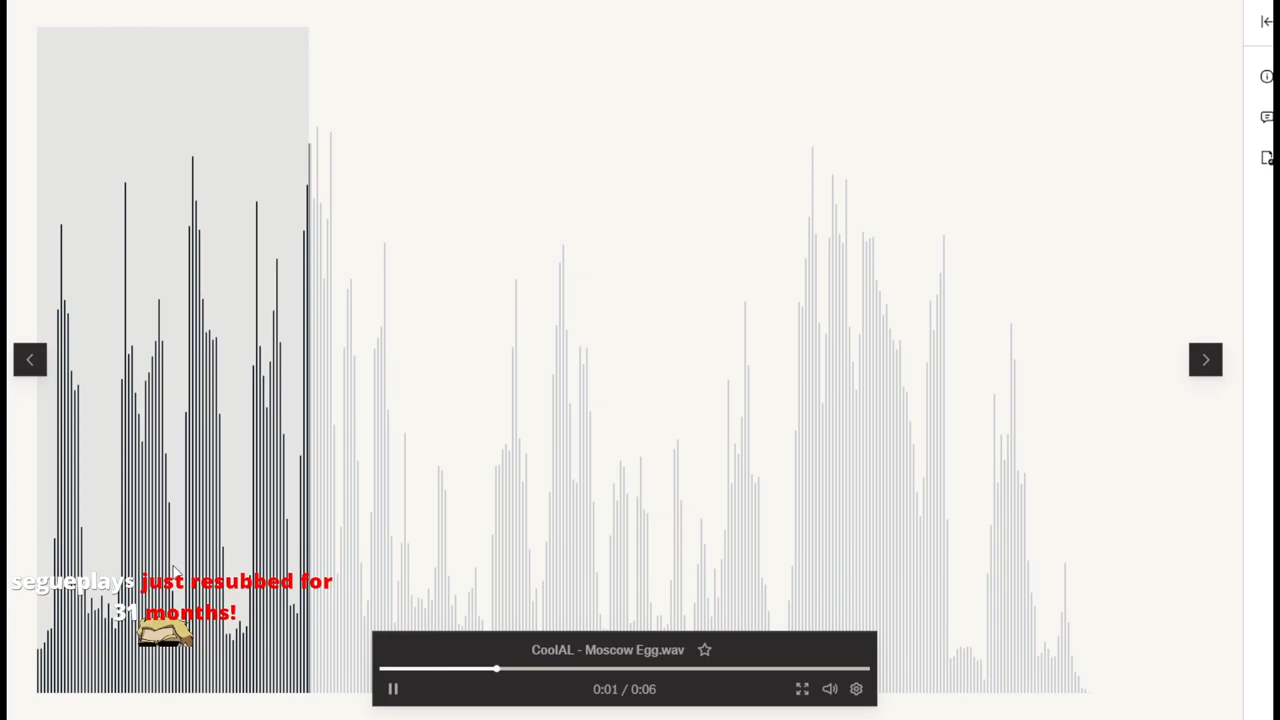 segueplays just resubbed for
31 months!
CoolAL - Moscow Egg.wav
0:01 / 0:06